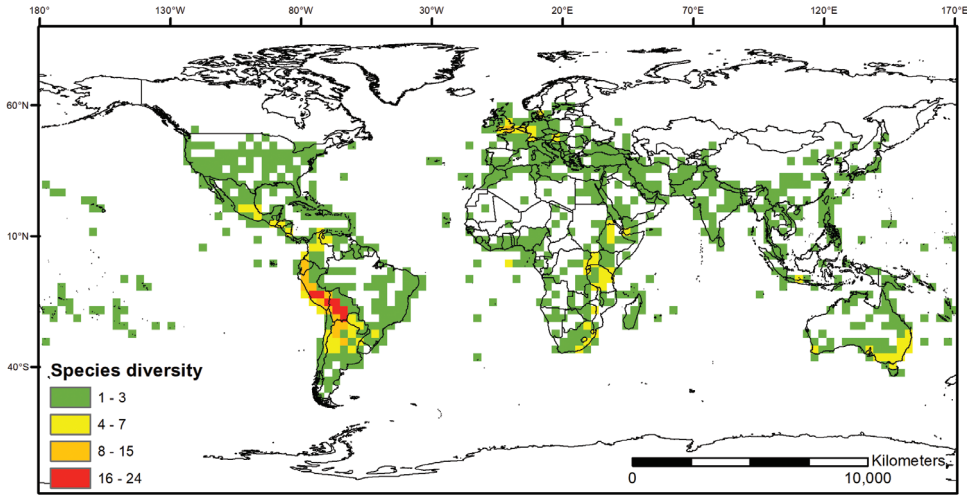 180° 130°W 80°W 30°W 20°E 70°E 120°E 170°E
60°N
10°N
40°S
Species diversity
1 - 3
4 - 7
8 - 15
16 - 24
Kilometers
0 10,000